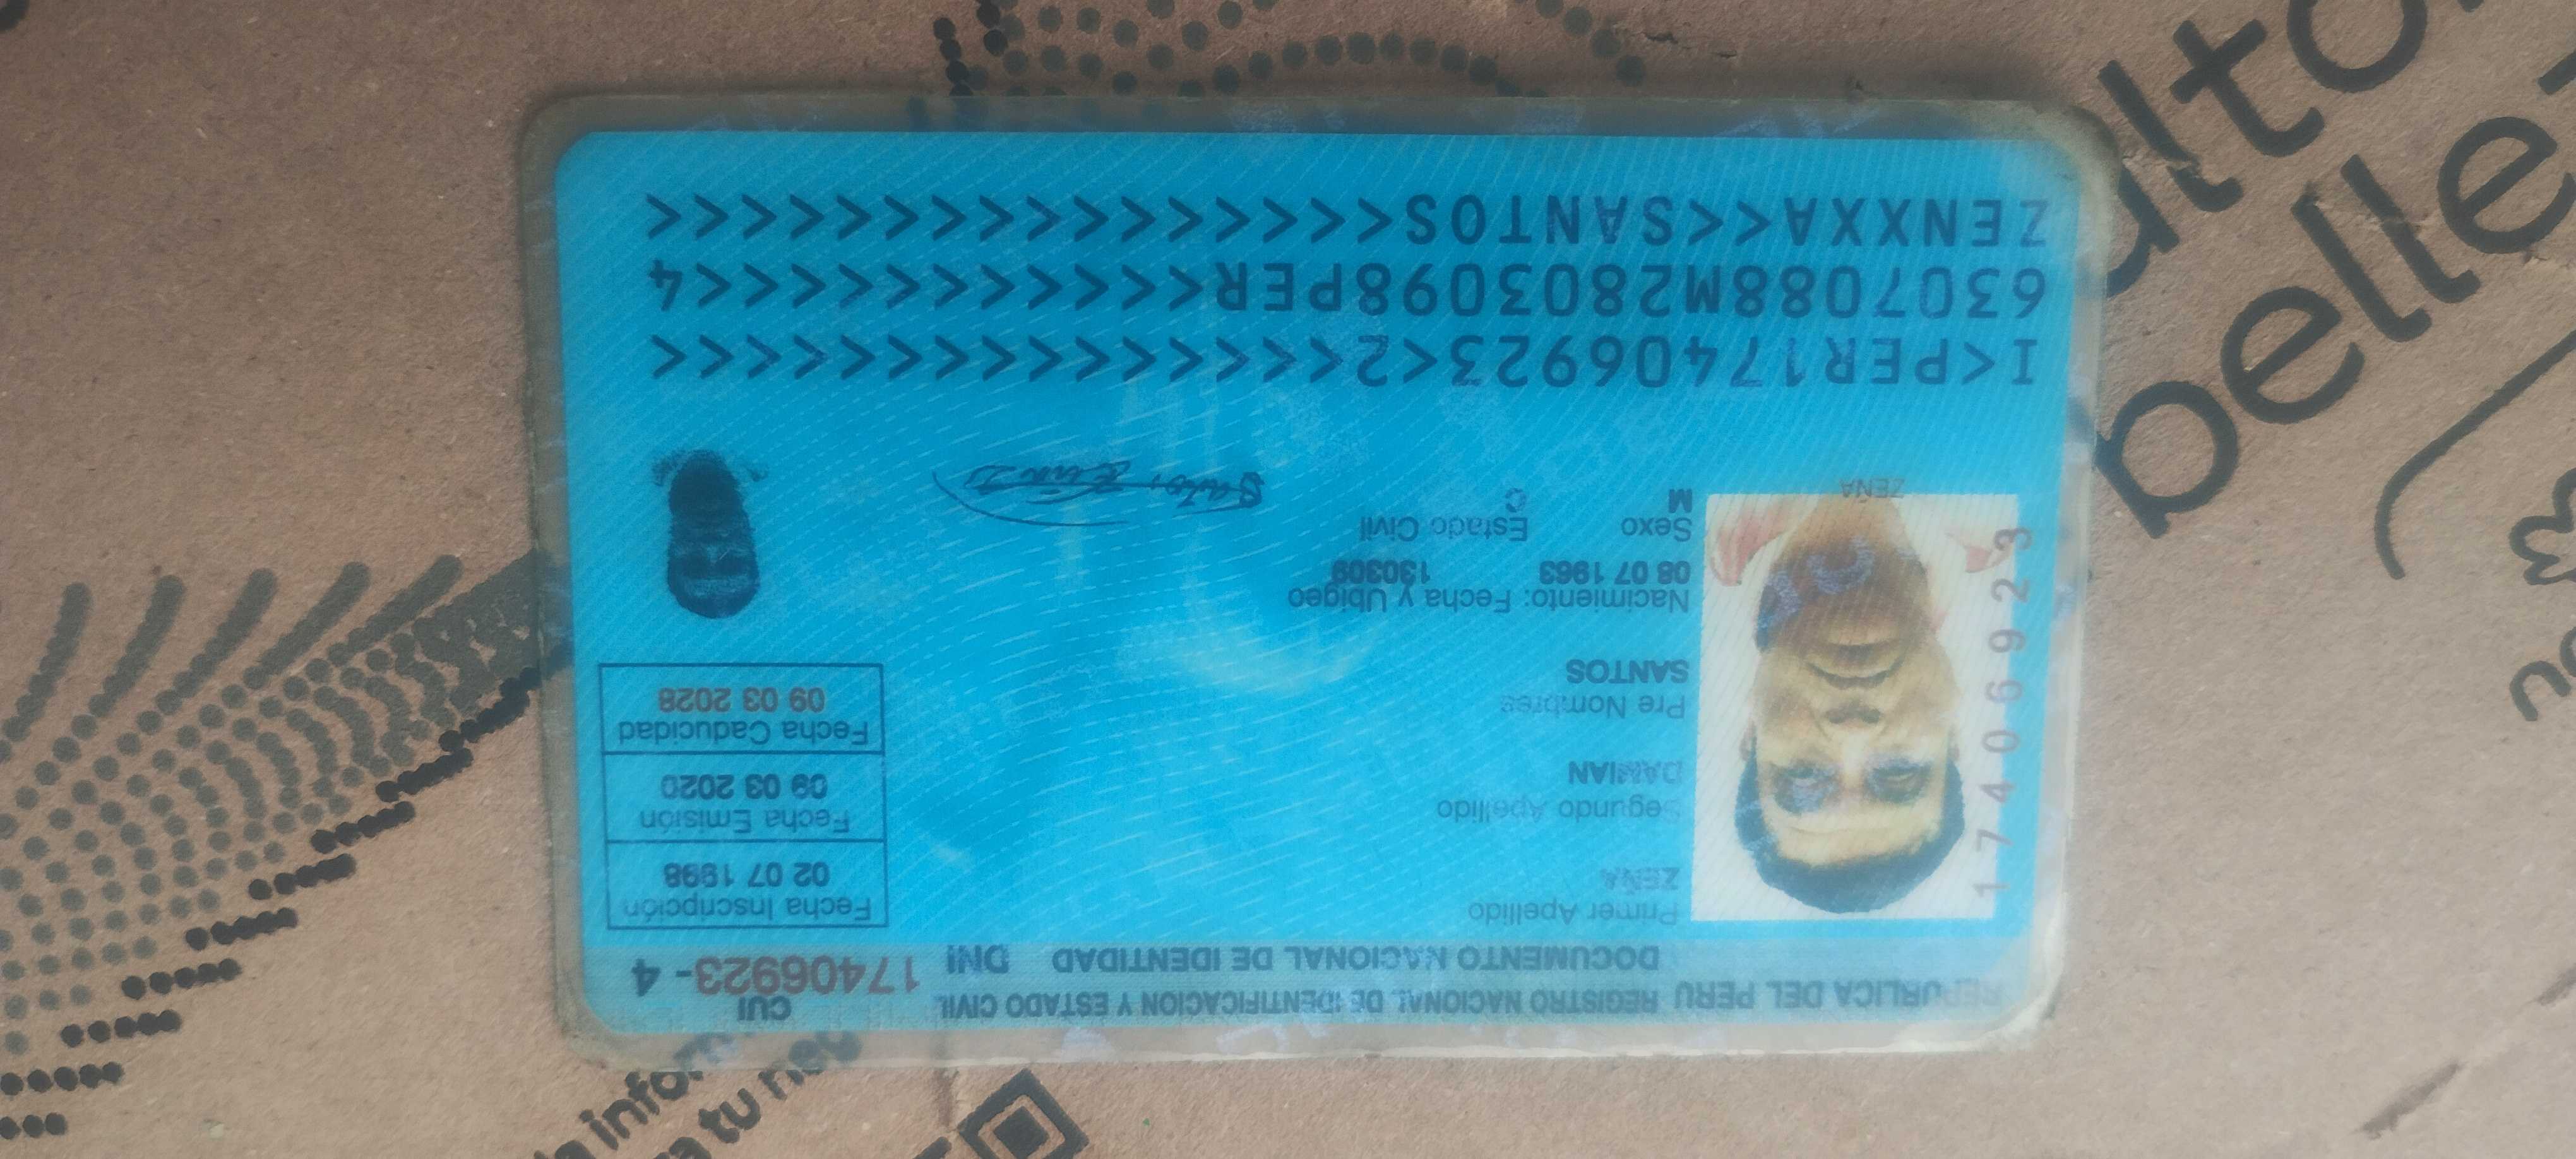 REPUBLICA DEL PERU REGISTRO NACIONAL DE IDENTIFICACION Y ESTADO CIVIL
DOCUMENTO NACIONAL DE IDENTIDAD DNI
CUI
17406923-4
Primer Apellido
ZEÑA
Segundo Apellido
DAMIAN
Pre Nombres
SANTOS
Nacimiento: Fecha y Ubigeo
08 07 1963 130309
Sexo Estado Civil
M C
Fecha Inscripción
02 07 1998
Fecha Emisión
09 03 2020
Fecha Caducidad
09 03 2028
17406923
ZEÑA
I<PER17406923<2<<<<<<<<<<<<<<<
6307088M2803098PER<<<<<<<<<<<4
ZENXXA<<SANTOS<<<<<<<<<<<<<<<<
belle
a tu neg